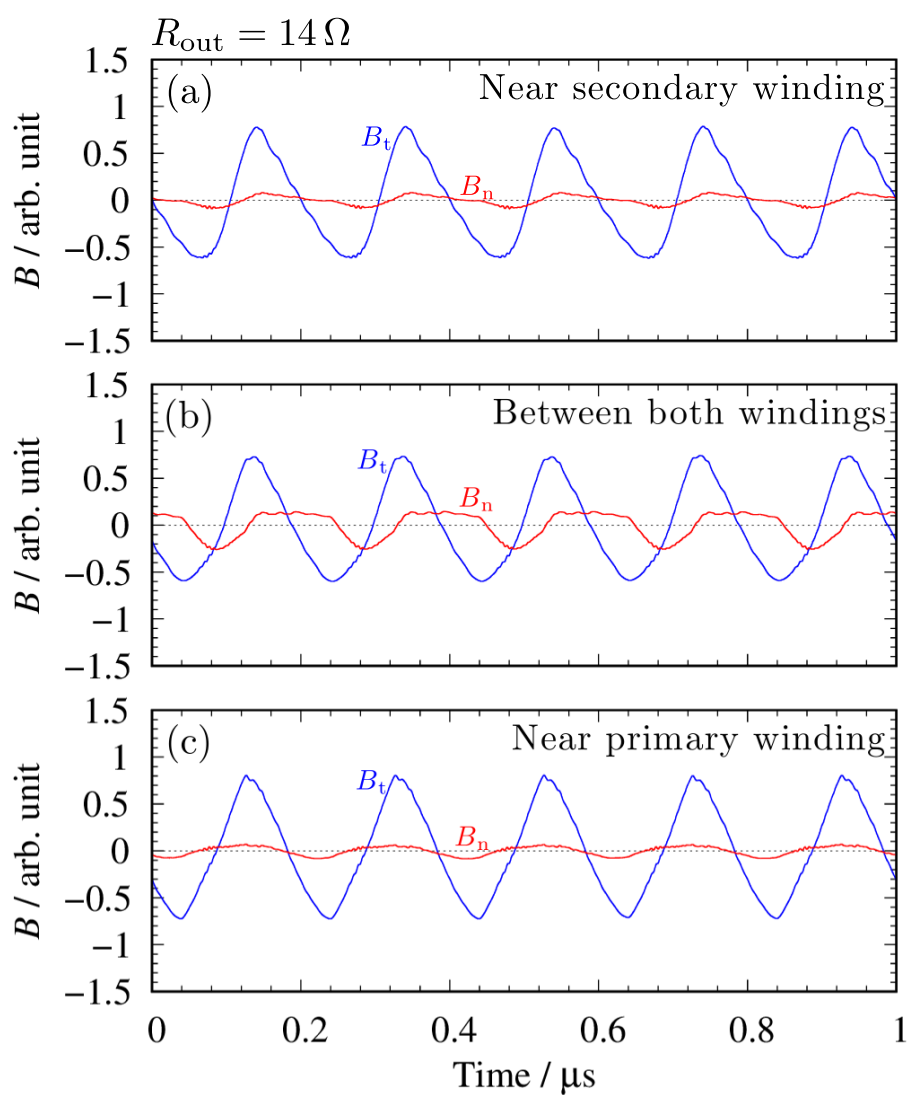 R_out = 14 Ω
(a) Near secondary winding
B_t
B_n
B / arb. unit
1.5
1
0.5
0
−0.5
−1
−1.5
(b) Between both windings
B_t
B_n
B / arb. unit
1.5
1
0.5
0
−0.5
−1
−1.5
(c) Near primary winding
B_t
B_n
B / arb. unit
1.5
1
0.5
0
−0.5
−1
−1.5
0 0.2 0.4 0.6 0.8 1
Time / μs